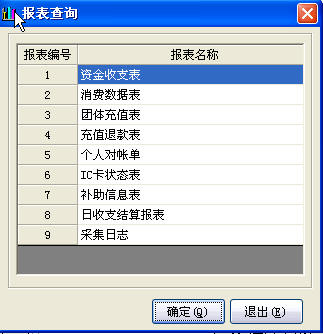 报表查询
报表编号 报表名称
1 资金收支表
2 消费数据表
3 团体充值表
4 充值退款表
5 个人对帐单
6 IC卡状态表
7 补助信息表
8 日收支结算报表
9 采集日志
确定(Q) 退出(E)